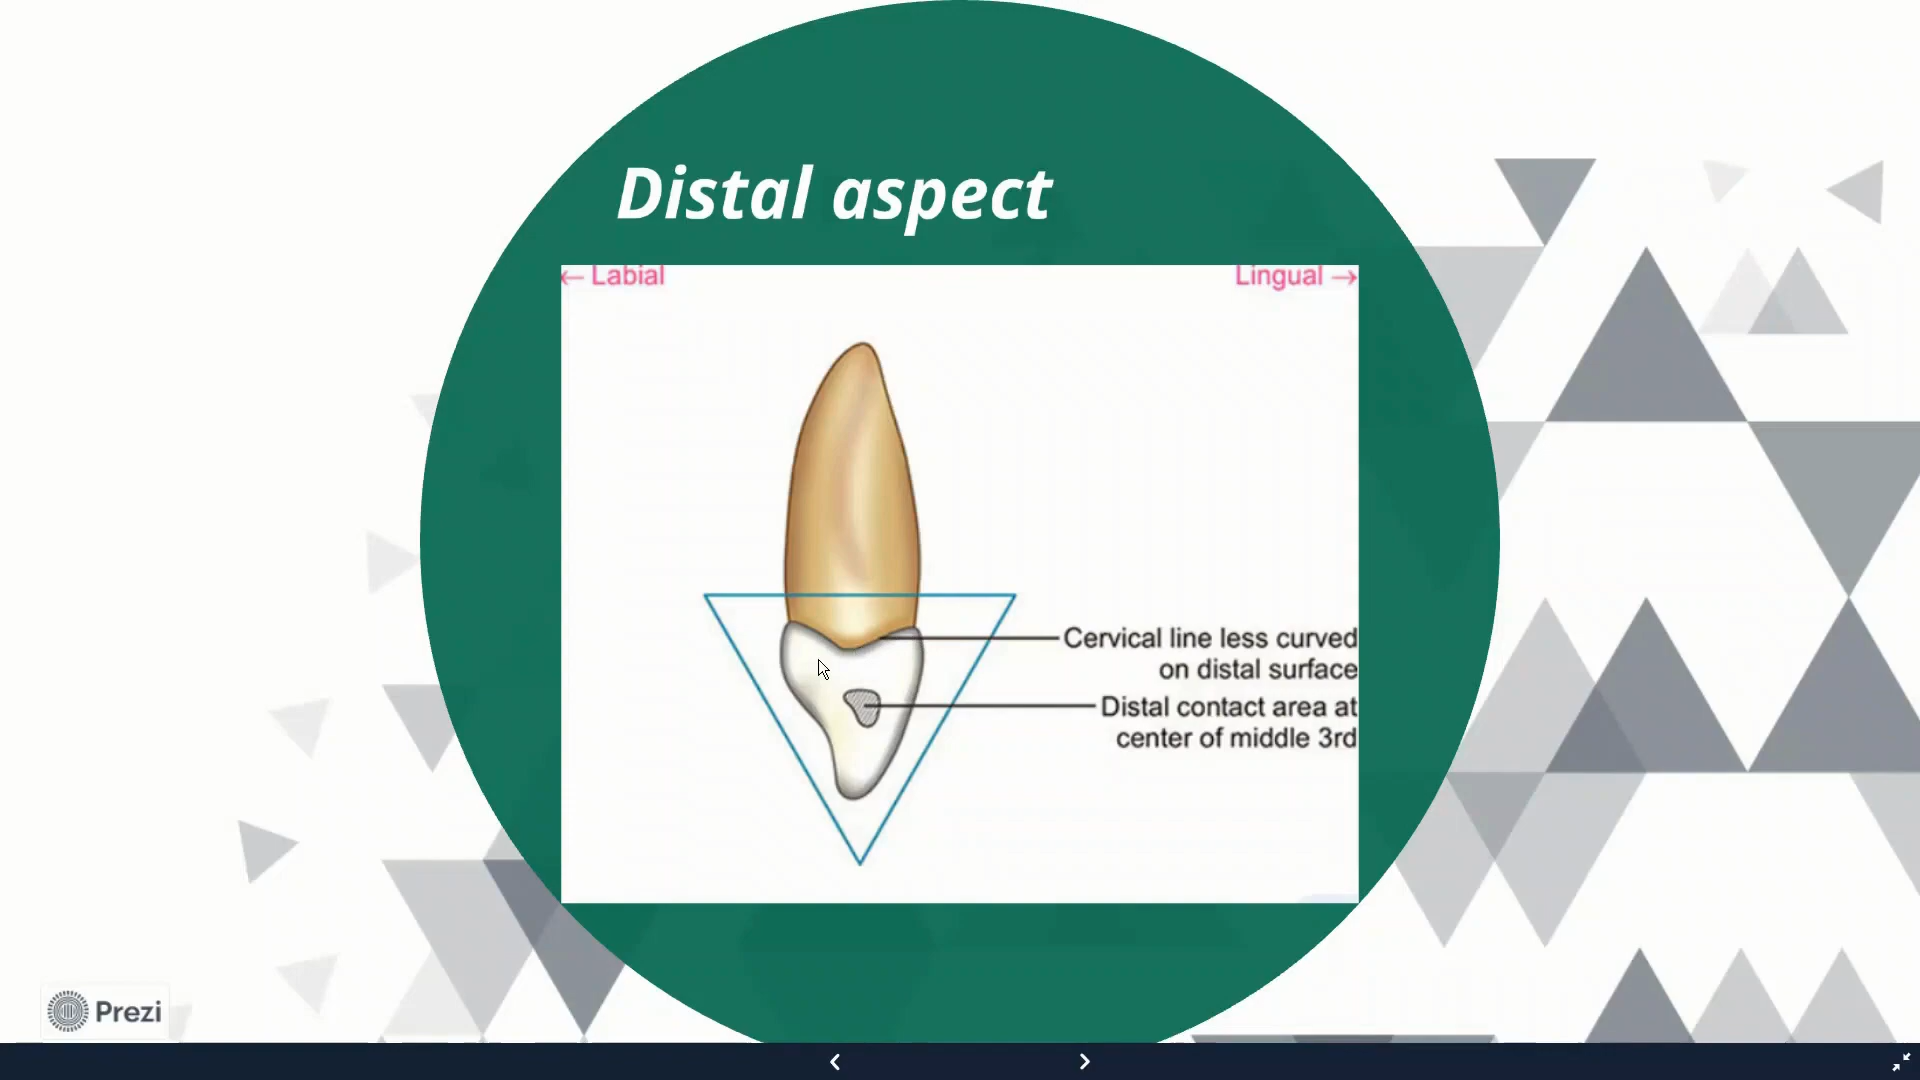 Distal aspect
← Labial
Lingual →
Cervical line less curved
on distal surface
Distal contact area at
center of middle 3rd
Prezi